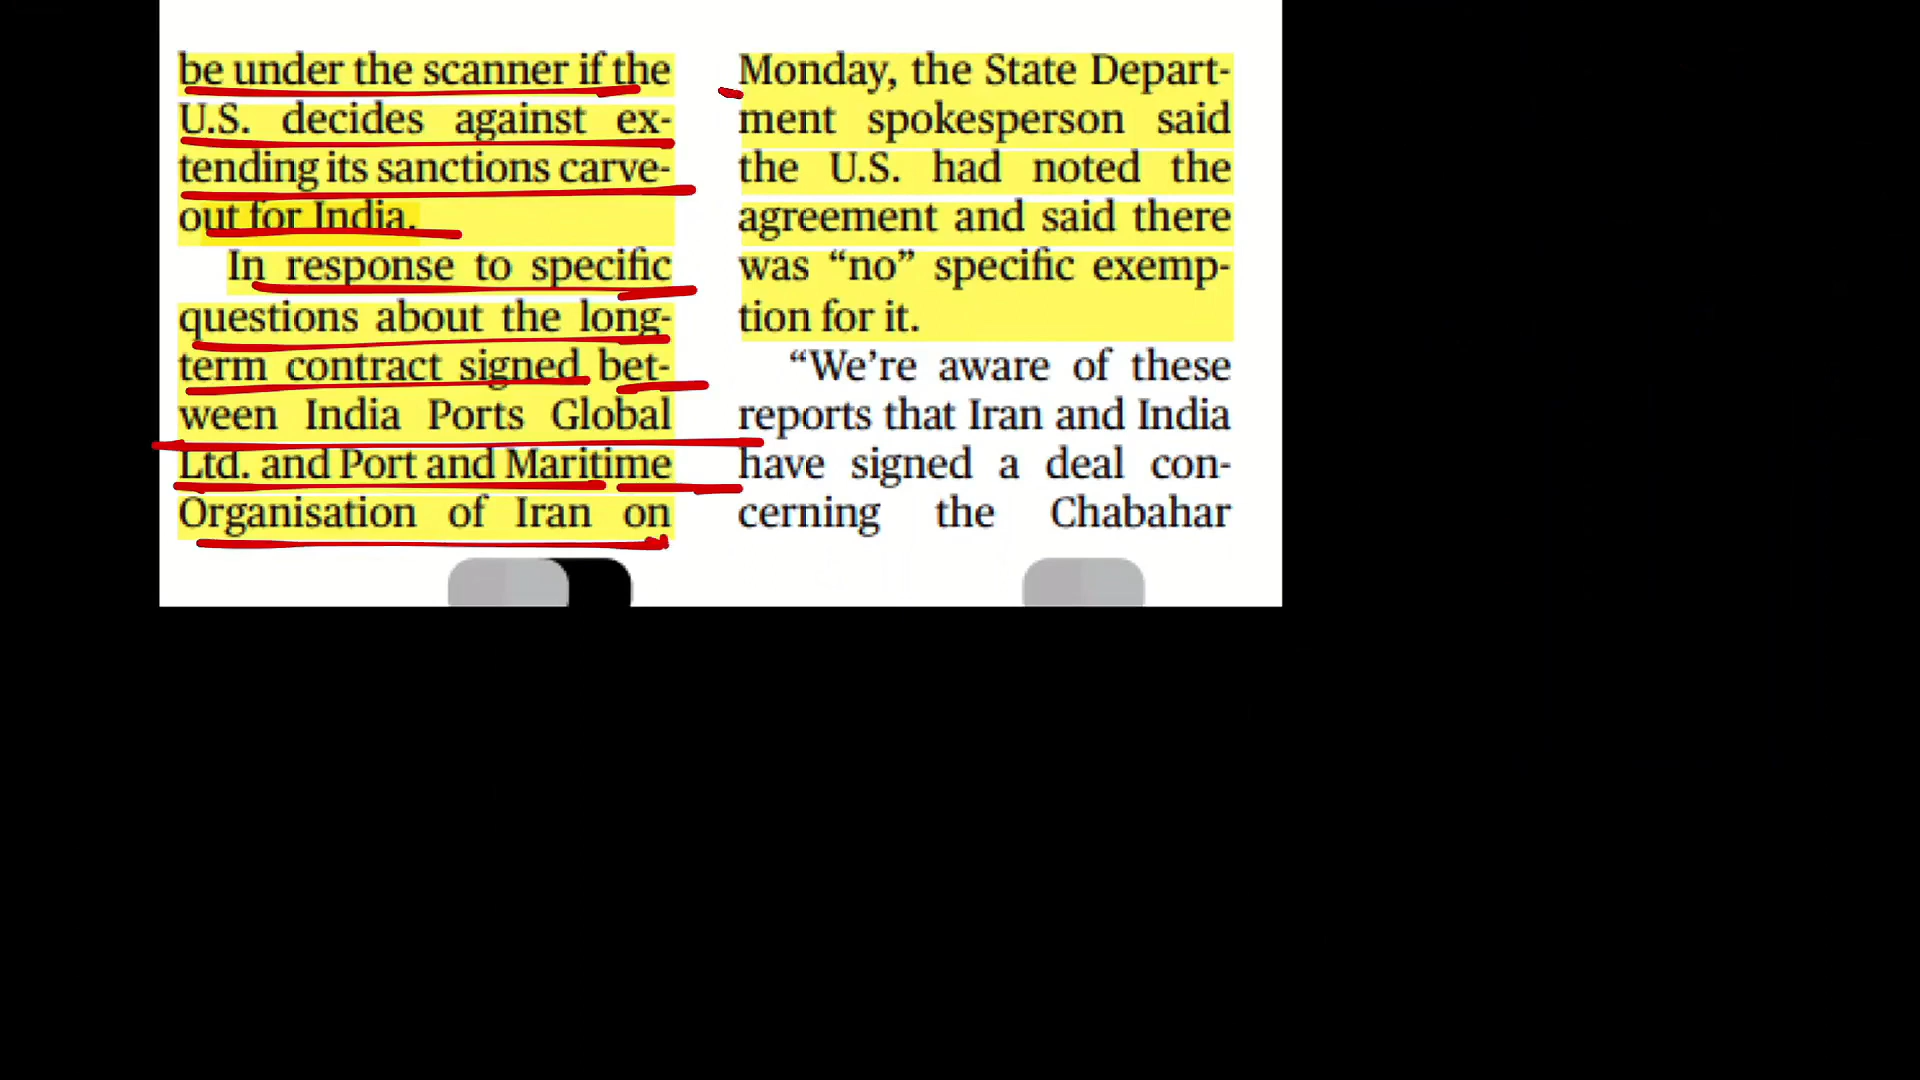 be under the scanner if the
U.S. decides against ex-
tending its sanctions carve-
out for India.
In response to specific
questions about the long-
term contract signed bet-
ween India Ports Global
Ltd. and Port and Maritime
Organisation of Iran on
Monday, the State Depart-
ment spokesperson said
the U.S. had noted the
agreement and said there
was “no” specific exemp-
tion for it.
“We’re aware of these
reports that Iran and India
have signed a deal con-
cerning the Chabahar